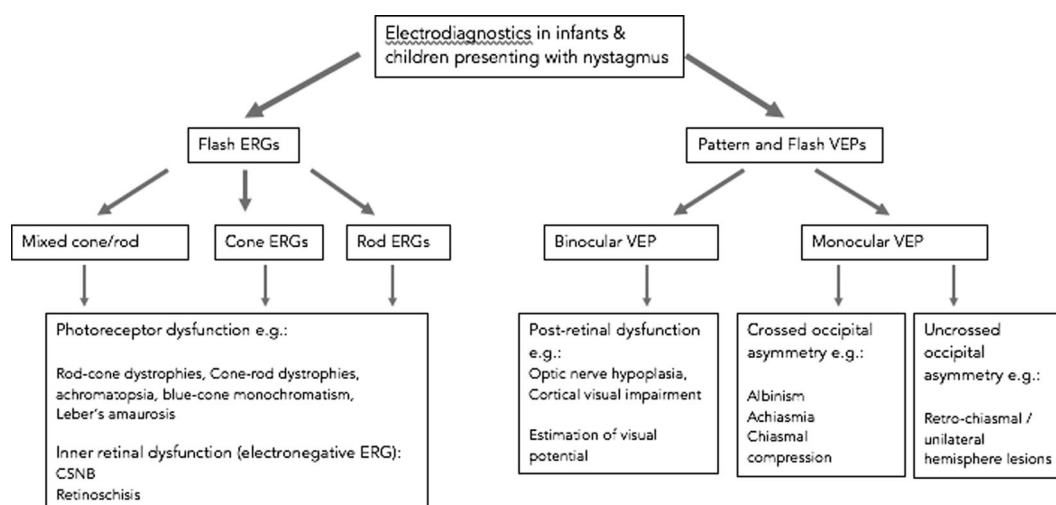 Electrodiagnostics in infants &
children presenting with nystagmus
Flash ERGs
Pattern and Flash VEPs
Mixed cone/rod
Cone ERGs
Rod ERGs
Binocular VEP
Monocular VEP
Photoreceptor dysfunction e.g.:
Rod-cone dystrophies, Cone-rod dystrophies,
achromatopsia, blue-cone monochromatism,
Leber's amaurosis
Inner retinal dysfunction (electronegative ERG):
CSNB
Retinoschisis
Post-retinal dysfunction
e.g.:
Optic nerve hypoplasia,
Cortical visual impairment
Estimation of visual
potential
Crossed occipital
asymmetry e.g.:
Albinism
Achiasmia
Chiasmal
compression
Uncrossed
occipital
asymmetry e.g.:
Retro-chiasmal /
unilateral
hemisphere lesions